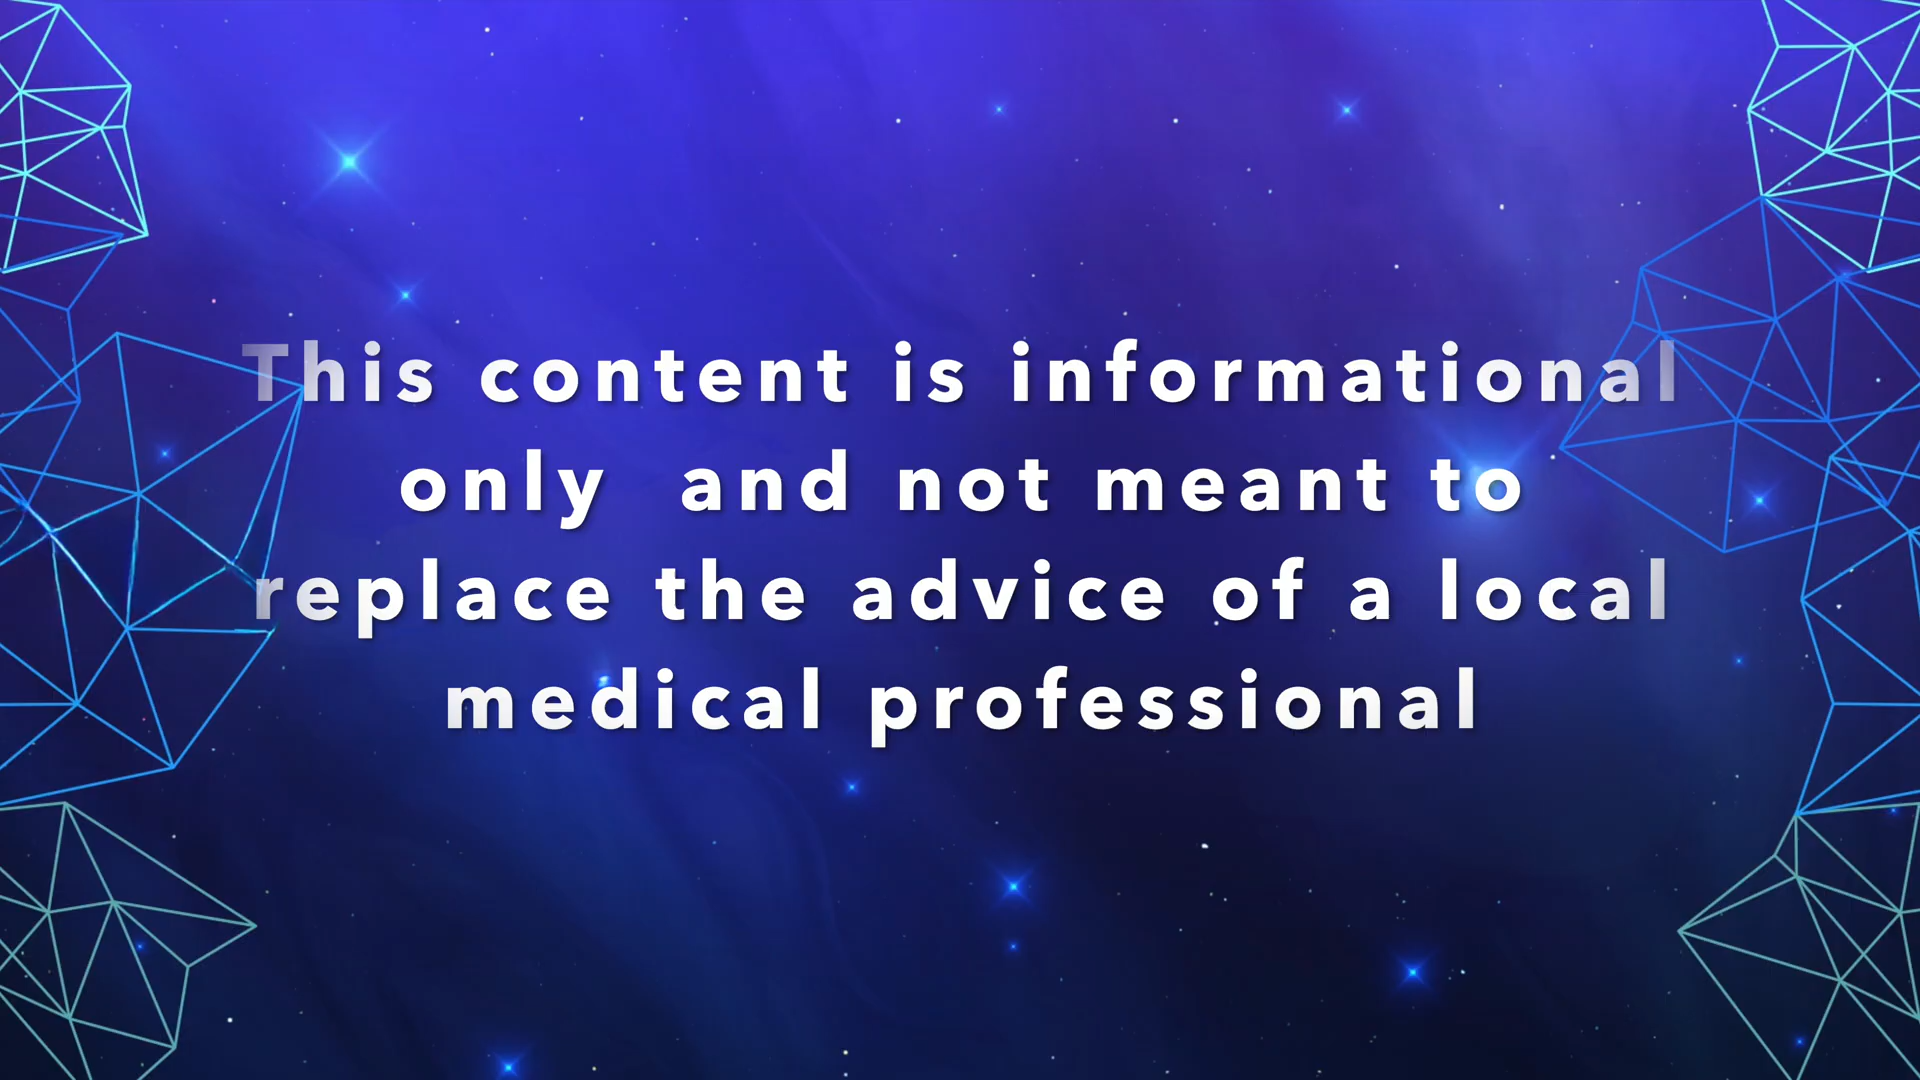 This content is informational
only and not meant to
replace the advice of a local
medical professional